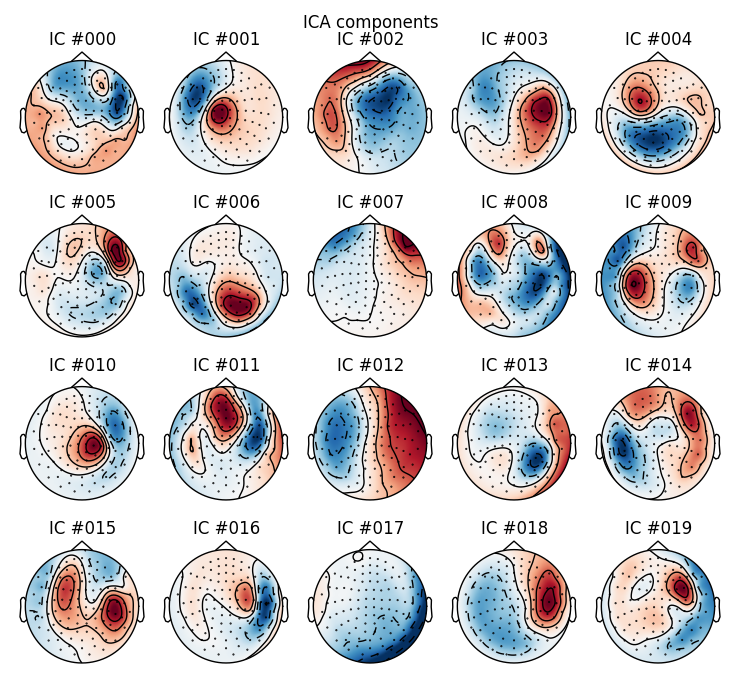 ICA components
IC #000 IC #001 IC #002 IC #003 IC #004
IC #005 IC #006 IC #007 IC #008 IC #009
IC #010 IC #011 IC #012 IC #013 IC #014
IC #015 IC #016 IC #017 IC #018 IC #019